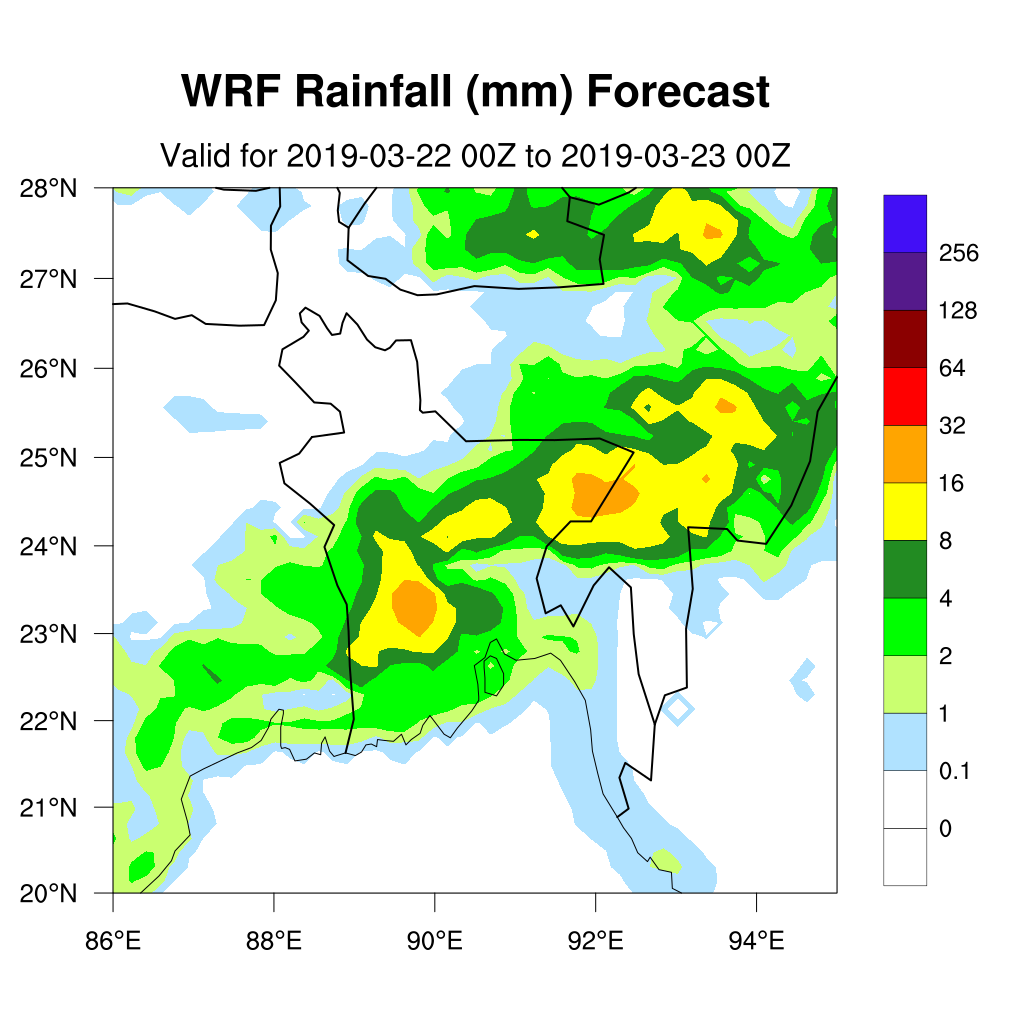 WRF Rainfall (mm) Forecast
Valid for 2019-03-22 00Z to 2019-03-23 00Z
28°N
27°N
26°N
25°N
24°N
23°N
22°N
21°N
20°N
86°E 88°E 90°E 92°E 94°E
256
128
64
32
16
8
4
2
1
0.1
0